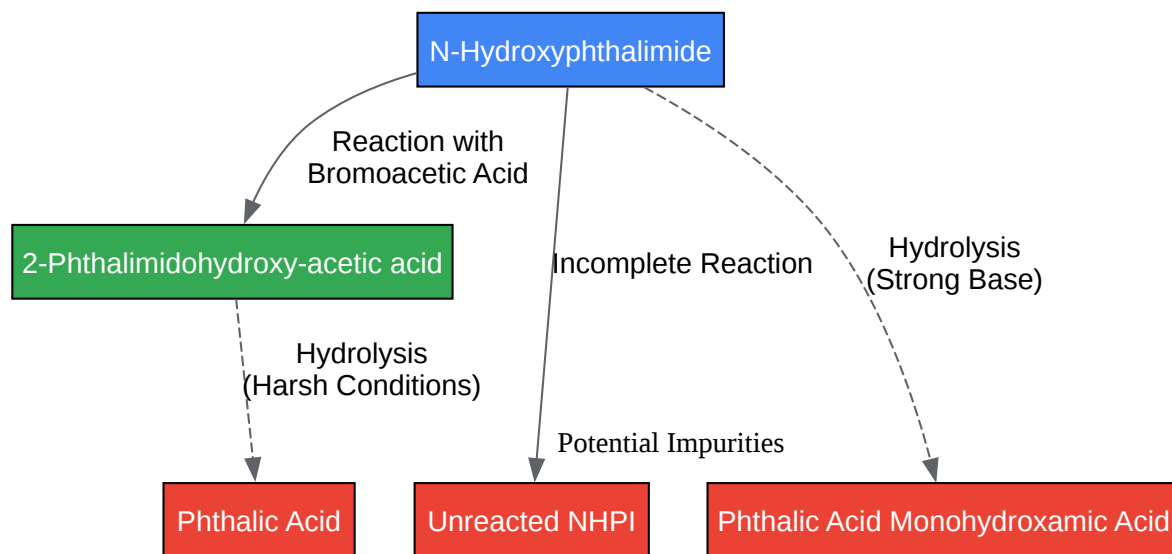 N-Hydroxyphthalimide
Reaction with
Bromoacetic Acid
2-Phthalimidohydroxy-acetic acid
Incomplete Reaction
Hydrolysis
(Strong Base)
Hydrolysis
(Harsh Conditions)
Potential Impurities
Phthalic Acid
Unreacted NHPI
Phthalic Acid Monohydroxamic Acid